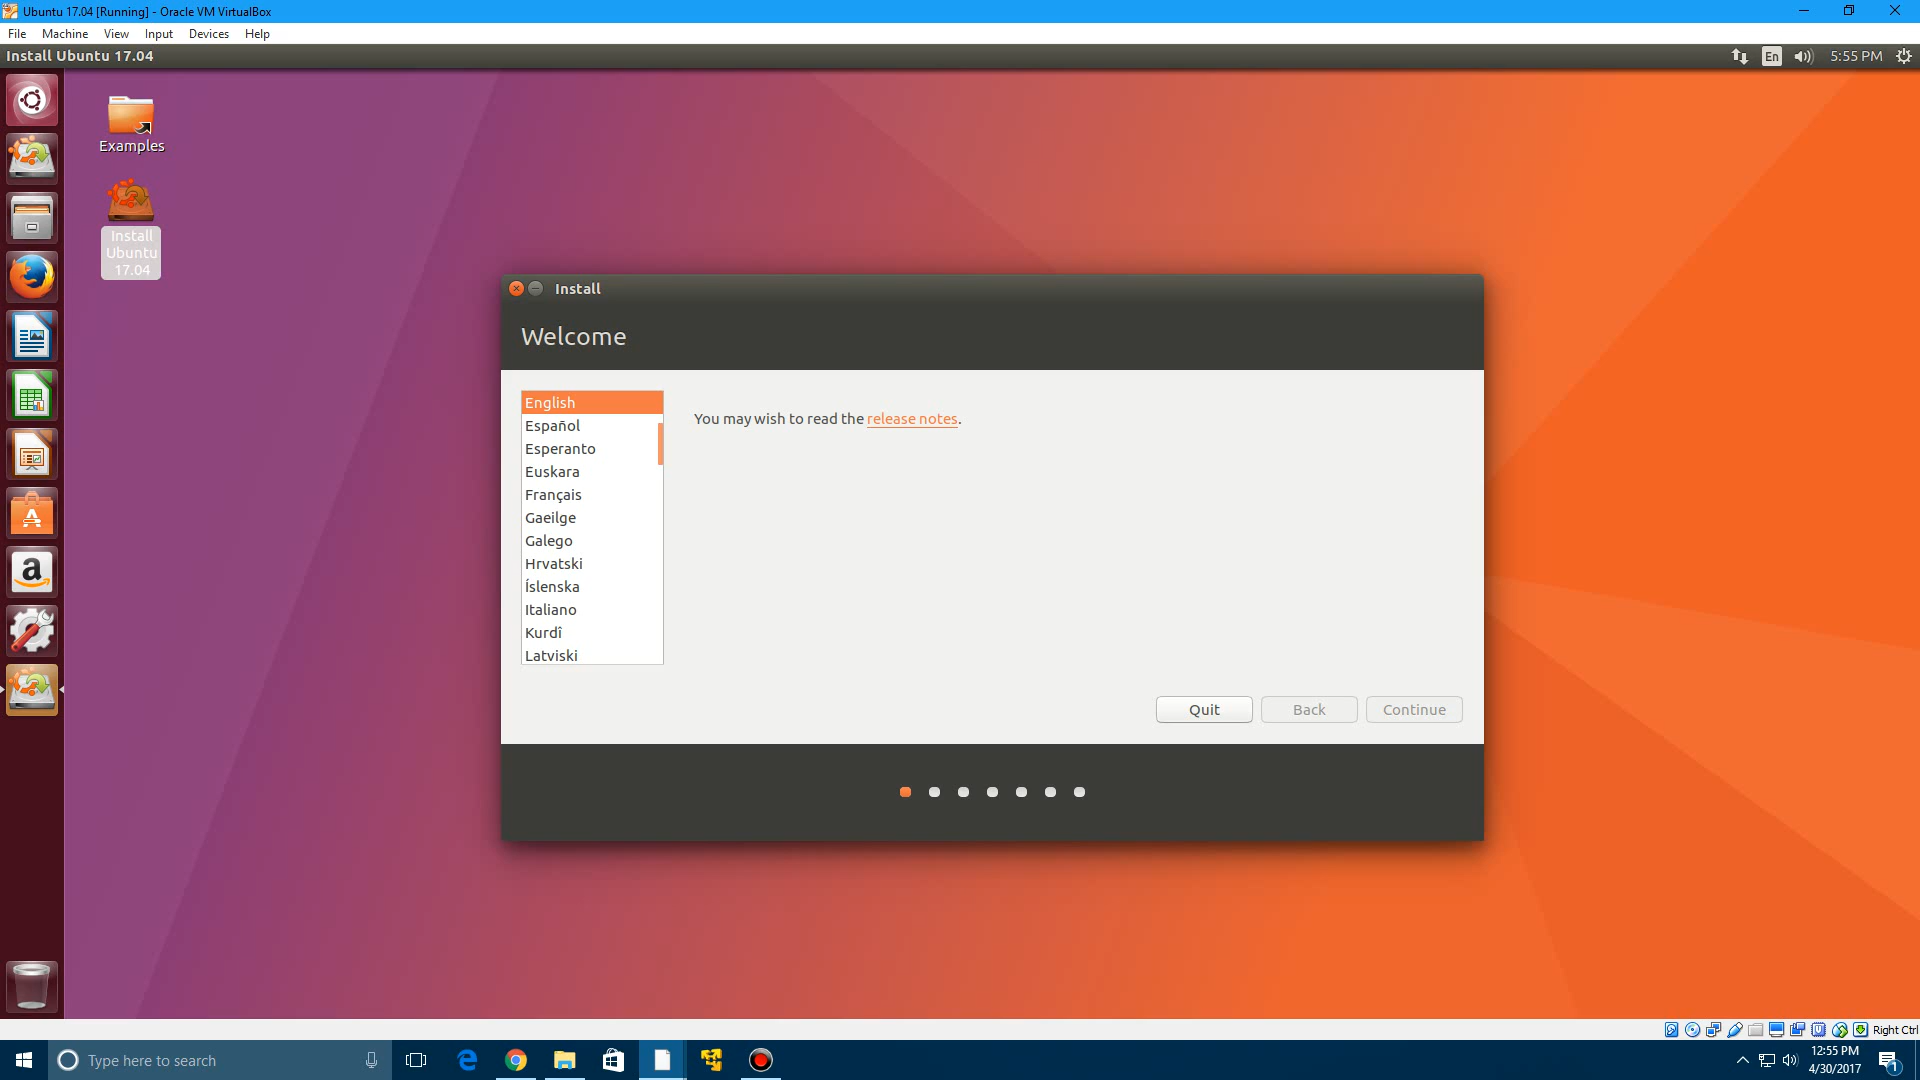 Ubuntu 17.04 [Running] - Oracle VM VirtualBox
File Machine View Input Devices Help
Install Ubuntu 17.04
En 5:55 PM
Examples
Install
Ubuntu
17.04
Install
Welcome
English
Español
Esperanto
Euskara
Français
Gaeilge
Galego
Hrvatski
Íslenska
Italiano
Kurdî
Latviski
You may wish to read the release notes.
Quit Back Continue
A
a
Right Ctrl
Type here to search
12:55 PM
4/30/2017
1